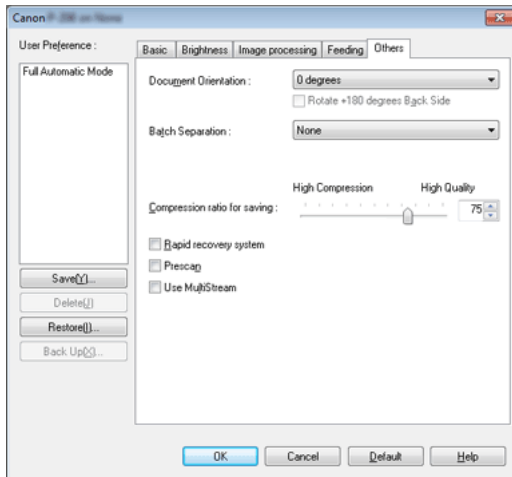 Canon
User Preference :
Full Automatic Mode
Save(Y)...
Delete(J)
Restore(I)...
Back Up(X)...
Basic Brightness Image processing Feeding Others
Document Orientation : 0 degrees
Rotate +180 degrees Back Side
Batch Separation : None
High Compression High Quality
Compression ratio for saving : 75
Rapid recovery system
Prescan
Use MultiStream
OK Cancel Default Help